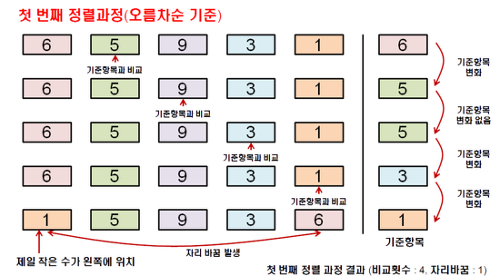 첫 번째 정렬과정(오름차순 기준)
6 5 9 3 1 6
기준항목과 비교
기준항목
변화
6 5 9 3 1 5
기준항목과 비교
기준항목
변화 없음
6 5 9 3 1 5
기준항목과 비교
기준항목
변화
6 5 9 3 1 3
기준항목과 비교
기준항목
변화
1 5 9 3 6 1
자리 바꿈 발생
기준항목
제일 작은 수가 왼쪽에 위치
첫 번째 정렬 과정 결과 (비교횟수 : 4, 자리바꿈 : 1)